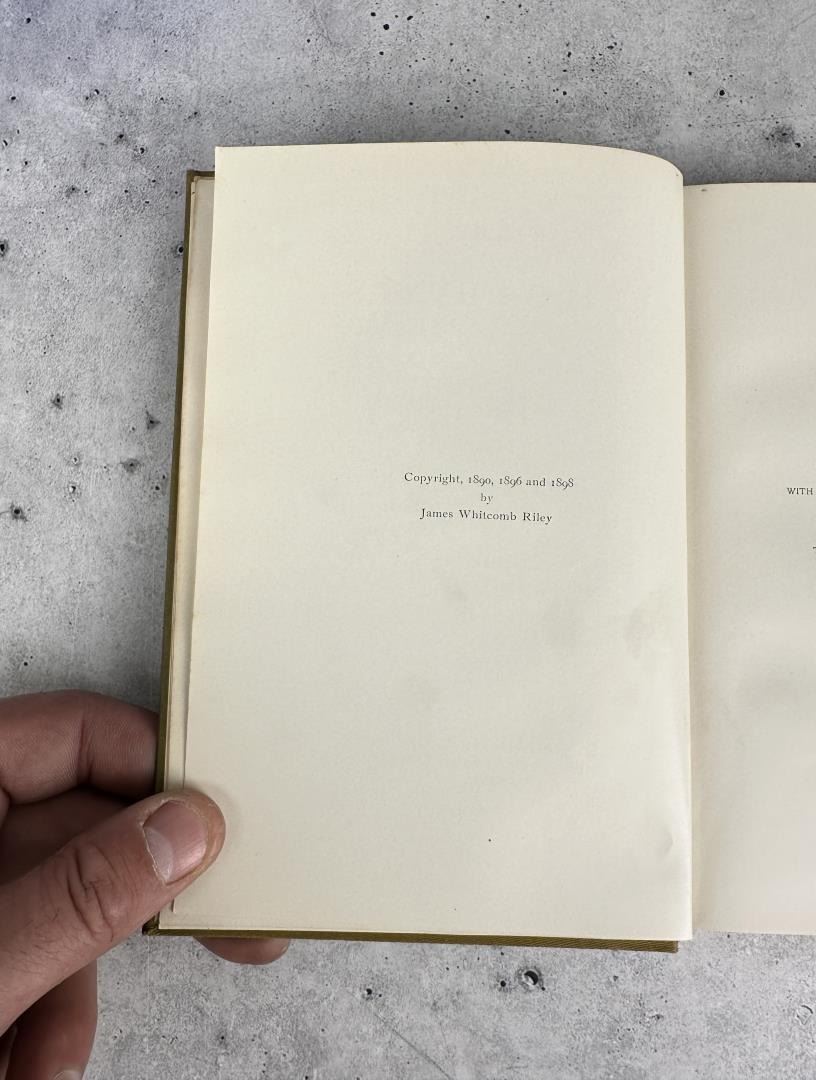 Copyright, 1890, 1896 and 1898
by
James Whitcomb Riley
WITH